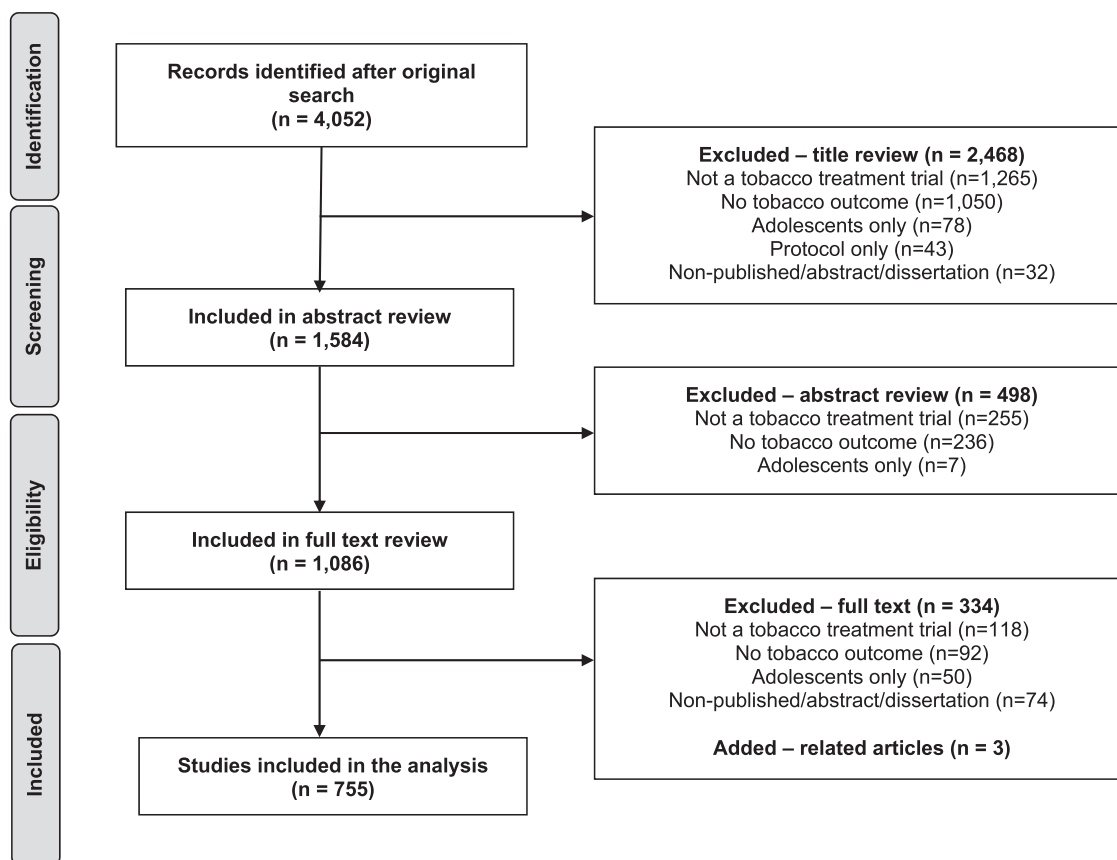 Identification
Records identified after original
search
(n = 4,052)
Excluded – title review (n = 2,468)
Not a tobacco treatment trial (n=1,265)
No tobacco outcome (n=1,050)
Adolescents only (n=78)
Protocol only (n=43)
Non-published/abstract/dissertation (n=32)
Screening
Included in abstract review
(n = 1,584)
Excluded – abstract review (n = 498)
Not a tobacco treatment trial (n=255)
No tobacco outcome (n=236)
Adolescents only (n=7)
Eligibility
Included in full text review
(n = 1,086)
Excluded – full text (n = 334)
Not a tobacco treatment trial (n=118)
No tobacco outcome (n=92)
Adolescents only (n=50)
Non-published/abstract/dissertation (n=74)
Added – related articles (n = 3)
Included
Studies included in the analysis
(n = 755)